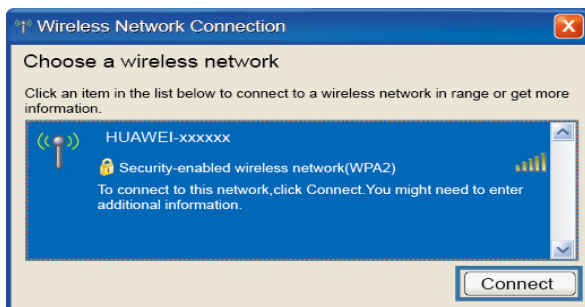 Wireless Network Connection
Choose a wireless network
Click an item in the list below to connect to a wireless network in range or get more
information.
HUAWEI-xxxxxx
Security-enabled wireless network(WPA2)
To connect to this network,click Connect.You might need to enter
additional information.
Connect